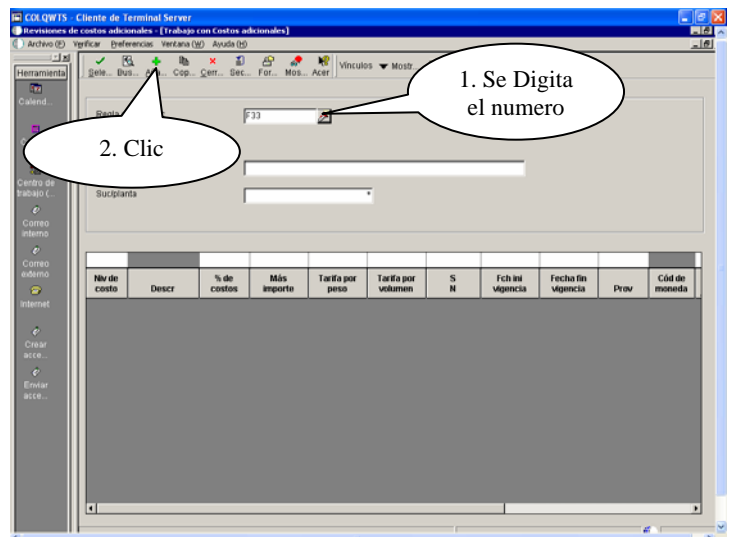 COLQWTS - Cliente de Terminal Server
Revisiones de costos adicionales - [Trabajo con Costos adicionales]
Archivo (F) Verificar Preferencias Ventana (W) Ayuda (H)
Herramienta
Sele... Bus... Cop... Cerr... Sec... For... Mos... Acer Vínculos Mostr...
1. Se Digita
el numero
2. Clic
Calend...
Regla
F33
Centro de
trabajo (...
Suc/planta
*
Correo
interno
Correo
externo
Internet
Crear
acce...
Enviar
acce...
Niv de
costo
Descr
% de
costos
Más
importe
Tarifa por
peso
Tarifa por
volumen
S
N
Fch ini
vigencia
Fecha fin
vigencia
Prov
Cód de
moneda